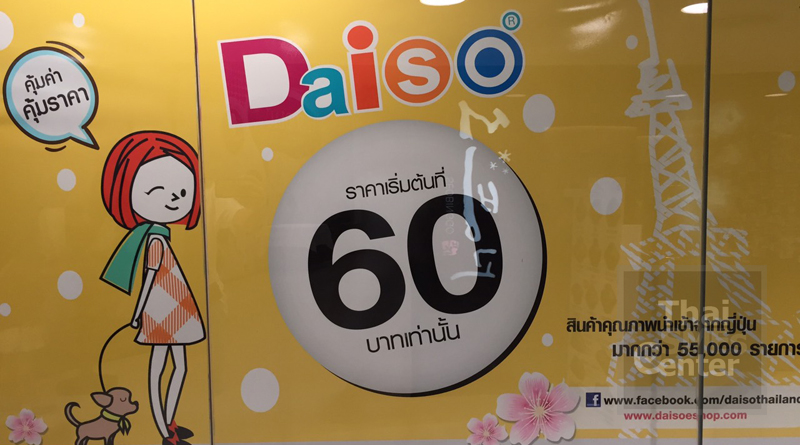 คุ้มค่า
คุ้มราคา
Daiso®
ราคาเริ่มต้นที่
60
บาทเท่านั้น
สินค้าคุณภาพนำเข้าจากญี่ปุ่น
มากกว่า 55,000 รายการ
www.facebook.com/daisothailand
www.daisoeshop.com
Thai
Center